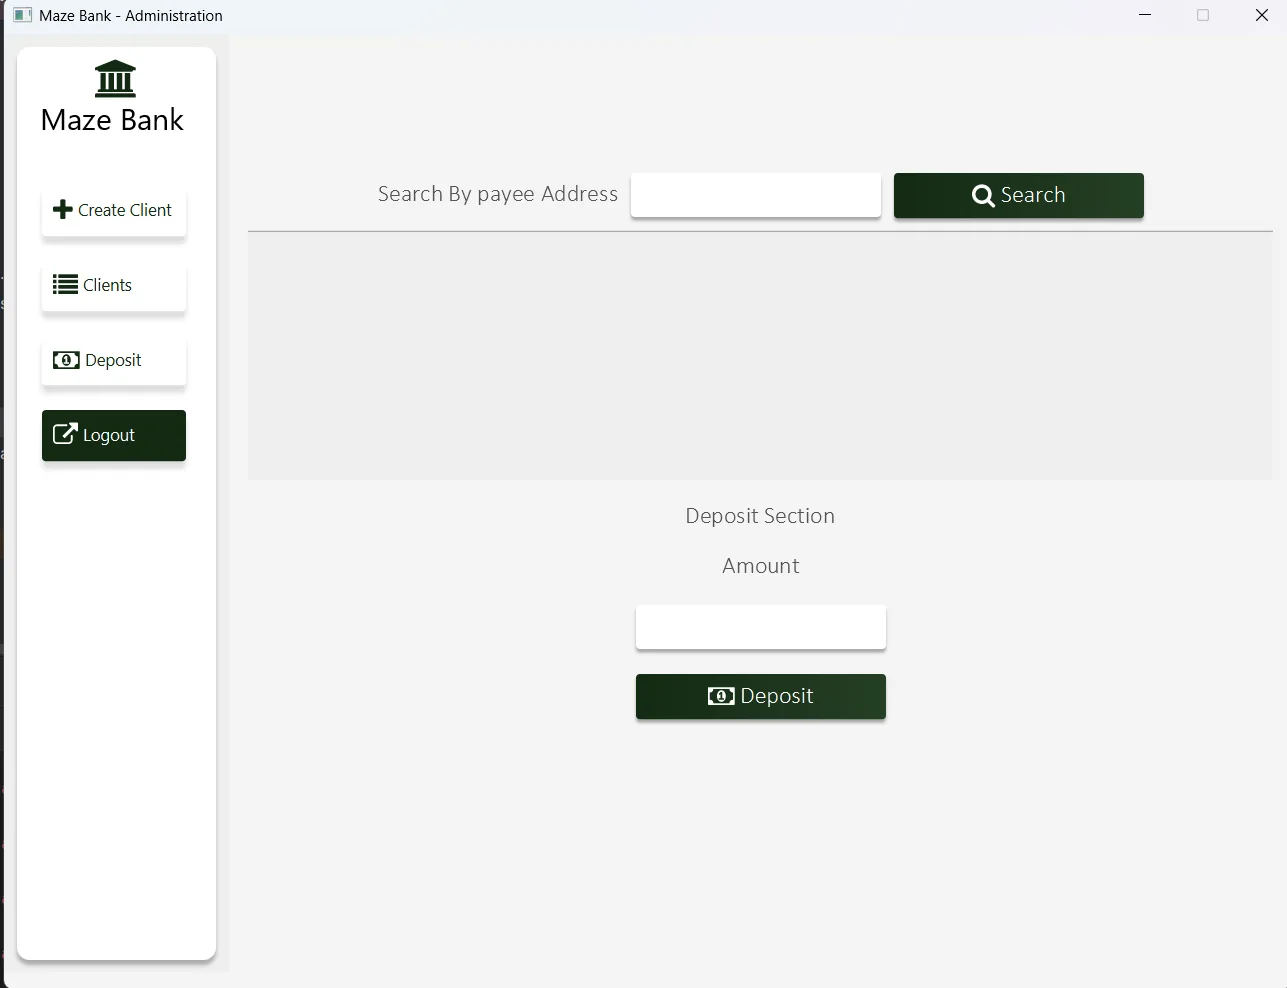 Maze Bank - Administration
Maze Bank
Create Client
Clients
Deposit
Logout
Search By payee Address
Search
Deposit Section
Amount
Deposit